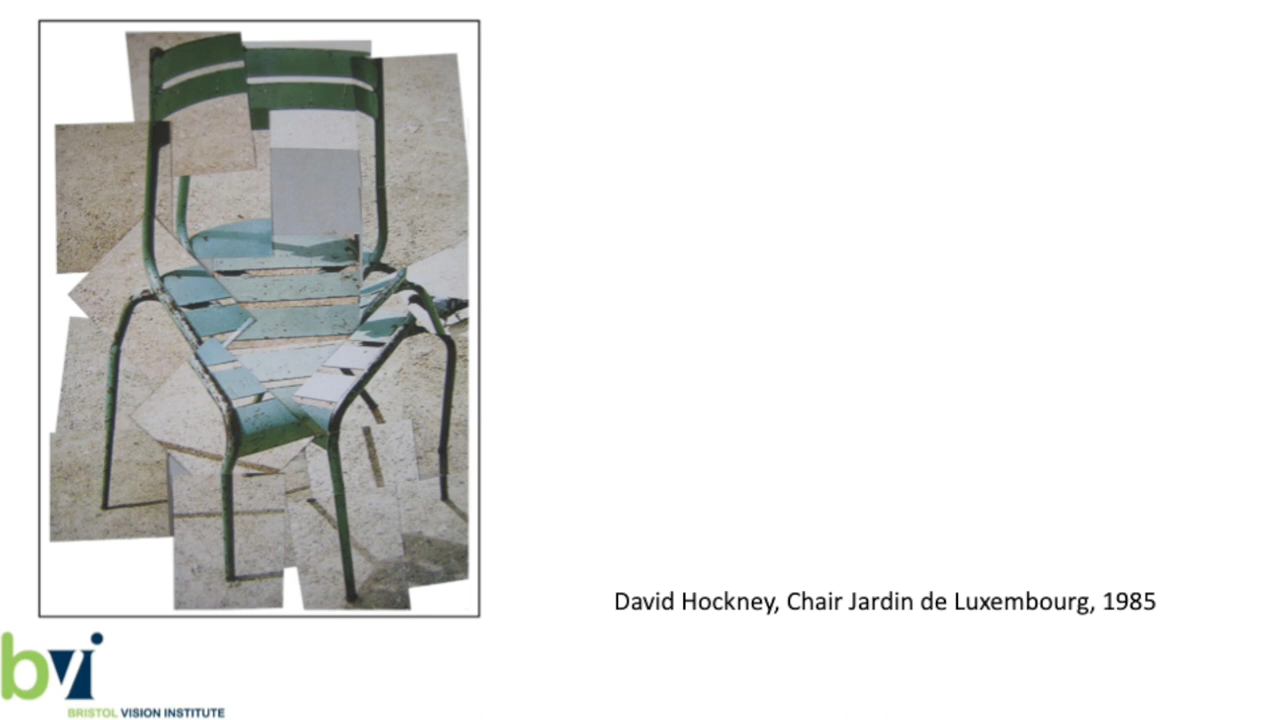 David Hockney, Chair Jardin de Luxembourg, 1985
bvi
BRISTOL VISION INSTITUTE